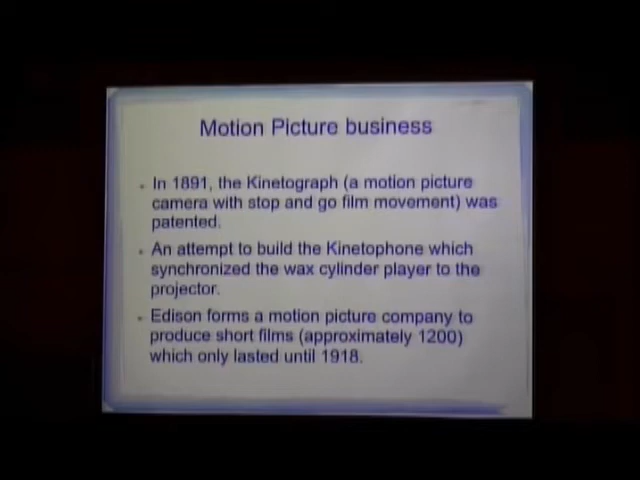 Motion Picture business
In 1891, the Kinetograph (a motion picture
camera with stop and go film movement) was
patented.
An attempt to build the Kinetophone which
synchronized the wax cylinder player to the
projector.
Edison forms a motion picture company to
produce short films (approximately 1200)
which only lasted until 1918.